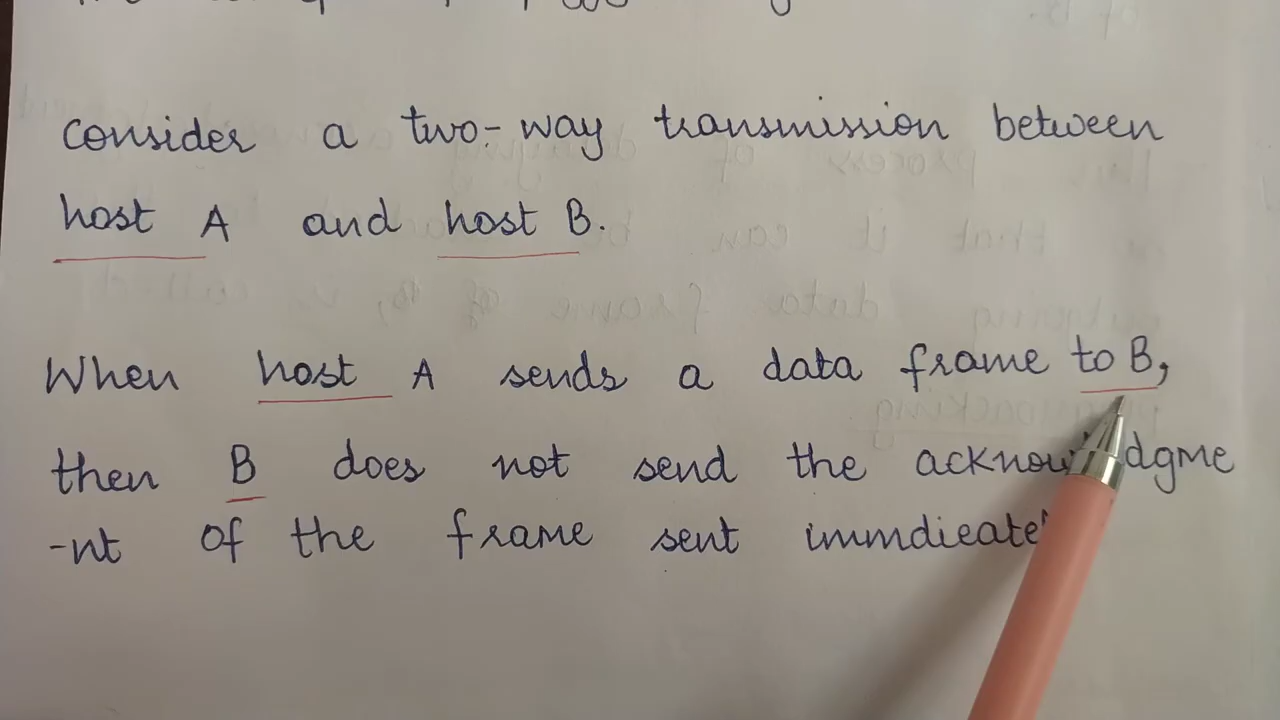 Consider a two-way transmission between
host A and host B.
When host A sends a data frame to B,
then B does not send the acknow dgme
-nt of the frame sent immdieate